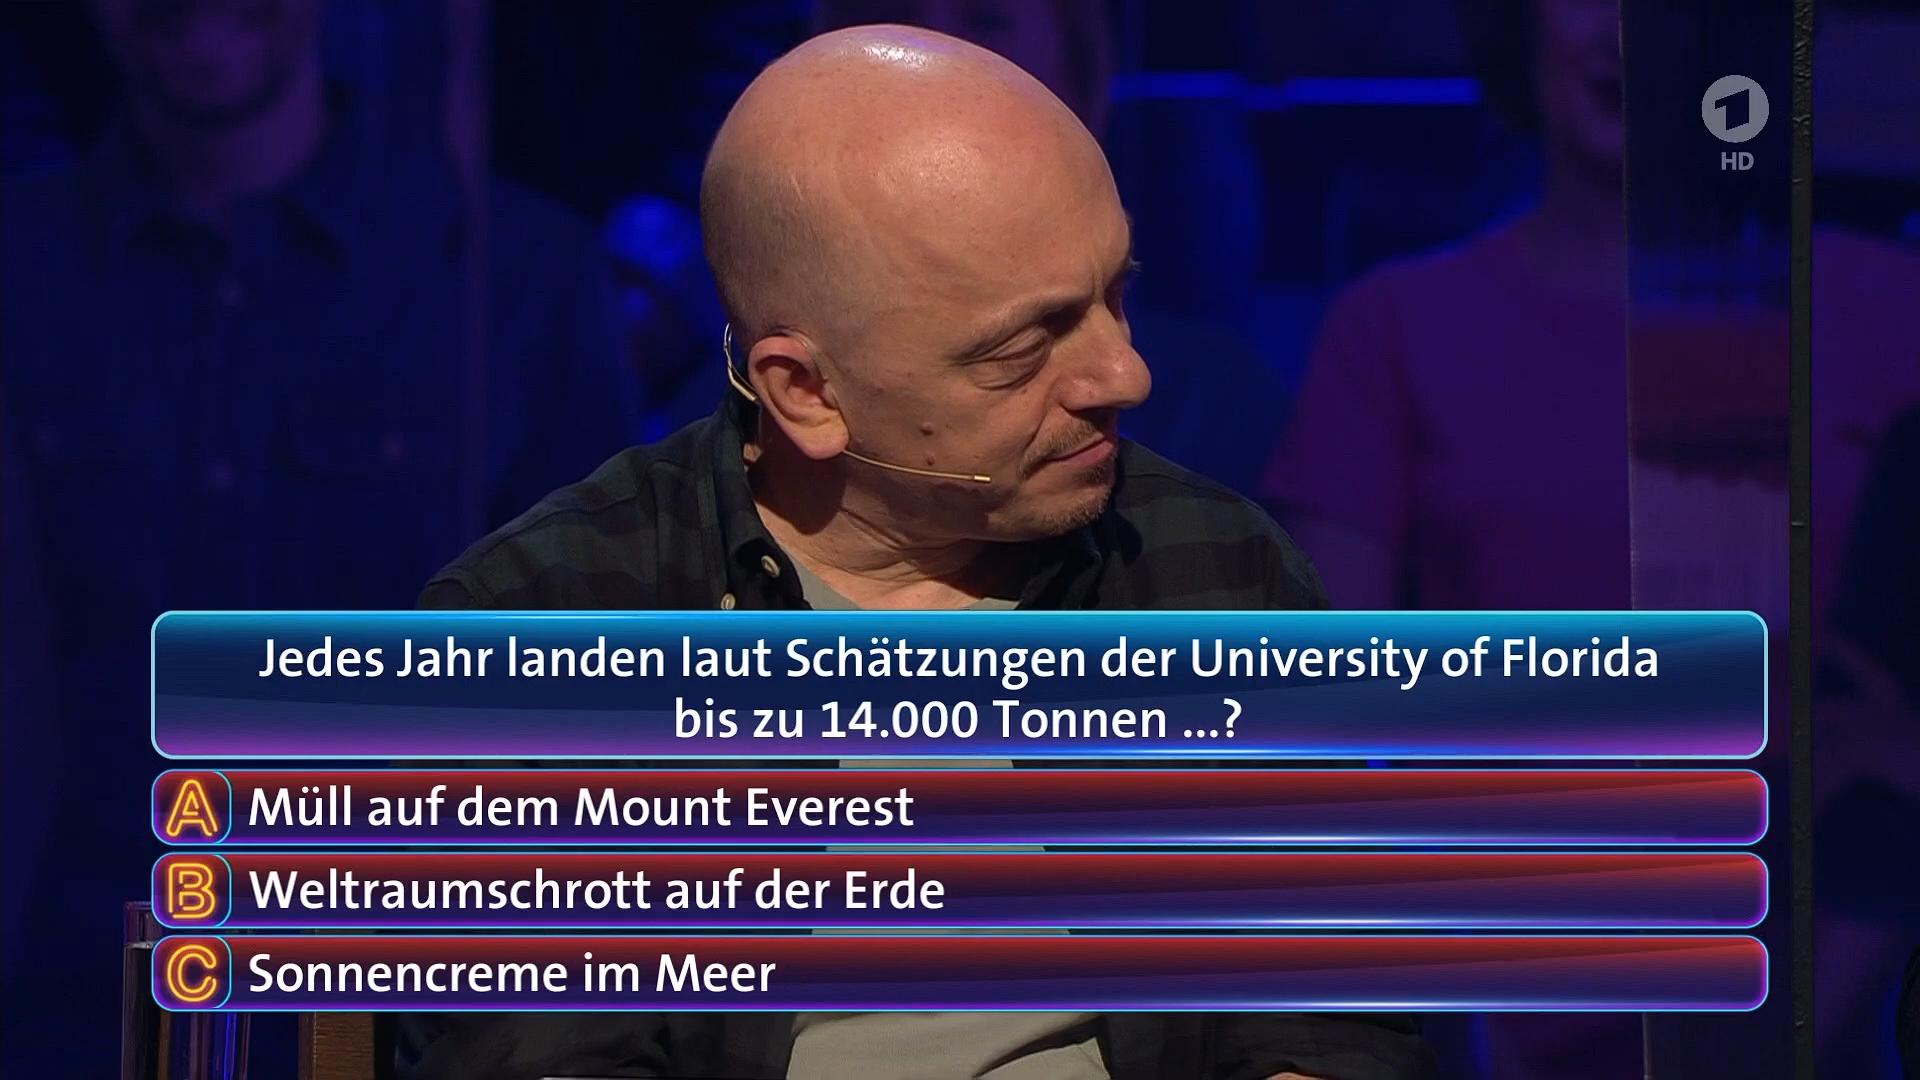 1
HD
Jedes Jahr landen laut Schätzungen der University of Florida
bis zu 14.000 Tonnen ...?
A Müll auf dem Mount Everest
B Weltraumschrott auf der Erde
C Sonnencreme im Meer